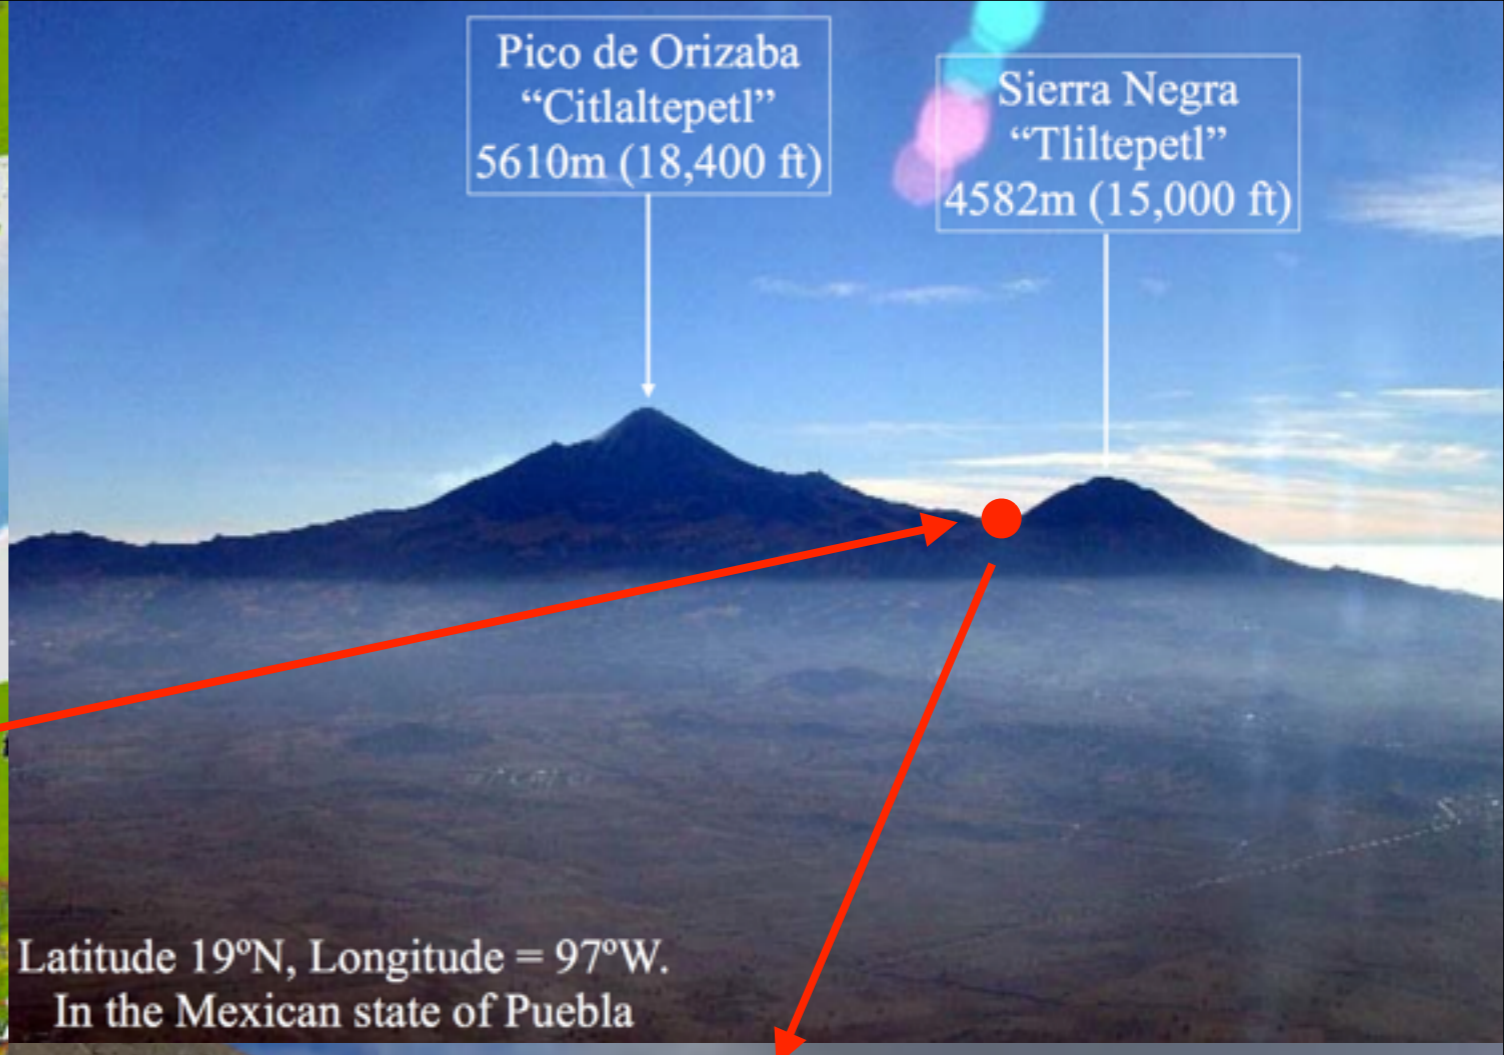 Pico de Orizaba
“Citlaltepetl”
5610m (18,400 ft)
Sierra Negra
“Tliltepetl”
4582m (15,000 ft)
Latitude 19ºN, Longitude = 97ºW.
In the Mexican state of Puebla